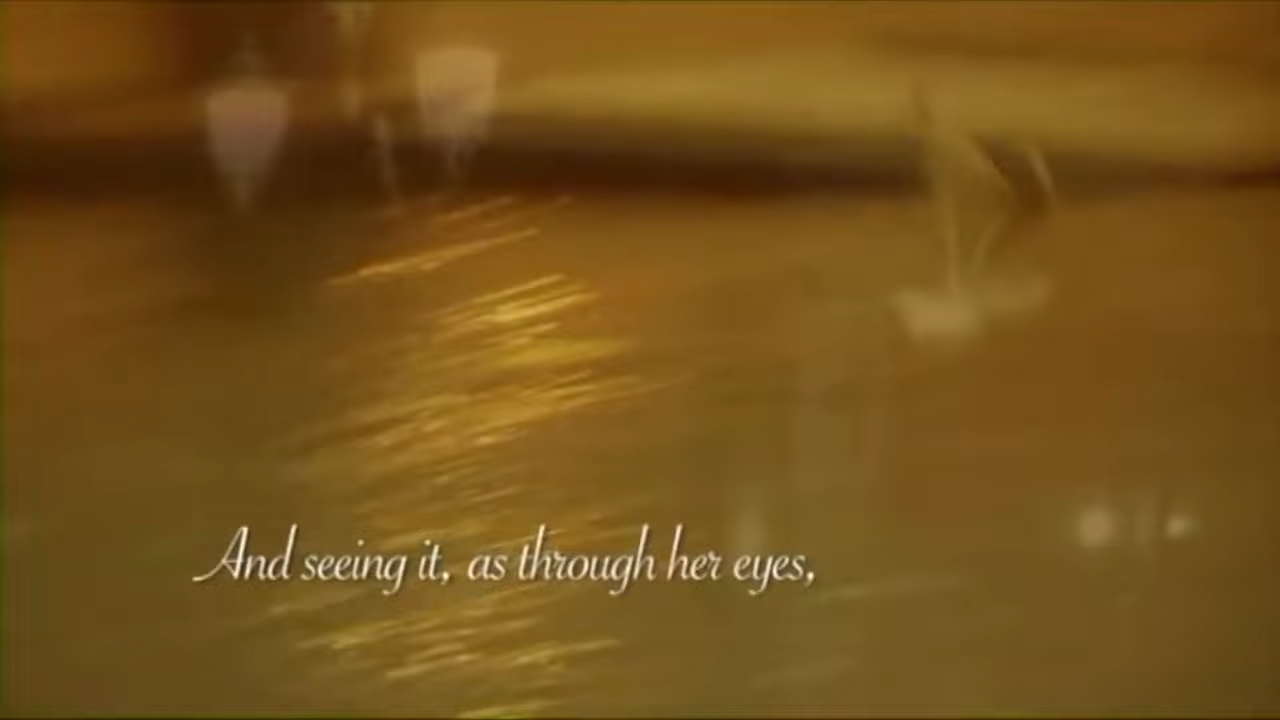 And seeing it, as through her eyes,